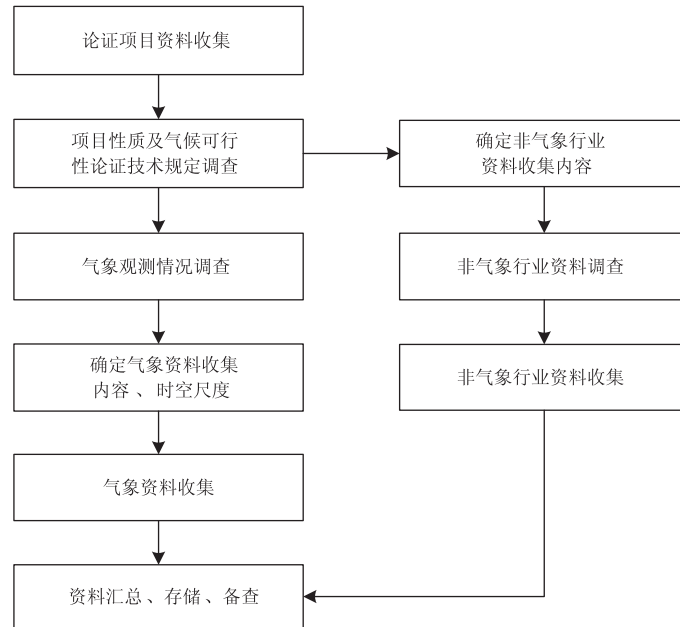 论证项目资料收集
项目性质及气候可行
性论证技术规定调查
确定非气象行业
资料收集内容
气象观测情况调查
非气象行业资料调查
确定气象资料收集
内容、时空尺度
非气象行业资料收集
气象资料收集
资料汇总、存储、备查